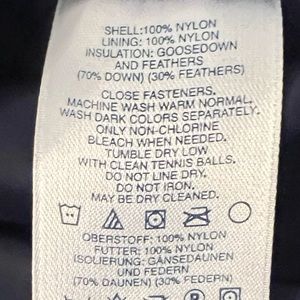 SHELL:100% NYLON
LINING: 100% NYLON
INSULATION: GOOSEDOWN
AND FEATHERS
(70% DOWN) (30% FEATHERS)
CLOSE FASTENERS.
MACHINE WASH WARM NORMAL.
WASH DARK COLORS SEPARATELY.
ONLY NON-CHLORINE
BLEACH WHEN NEEDED.
TUMBLE DRY LOW
WITH CLEAN TENNIS BALLS.
DO NOT LINE DRY.
DO NOT IRON.
MAY BE DRY CLEANED.
OBERSTOFF: 100% NYLON
FUTTER: 100% NYLON
ISOLIERUNG: GÄNSEDAUNEN
UND FEDERN
(70% DAUNEN) (30% FEDERN)